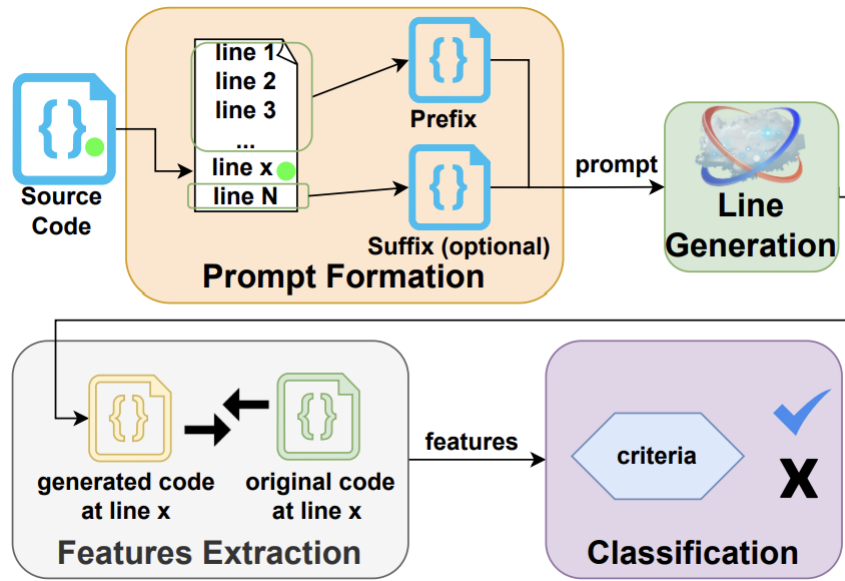 line 1
line 2
line 3
...
line x
line N
Source
Code
Prefix
Suffix (optional)
Prompt Formation
prompt
Line
Generation
{}
{}
generated code
at line x
original code
at line x
Features Extraction
features
criteria
X
Classification